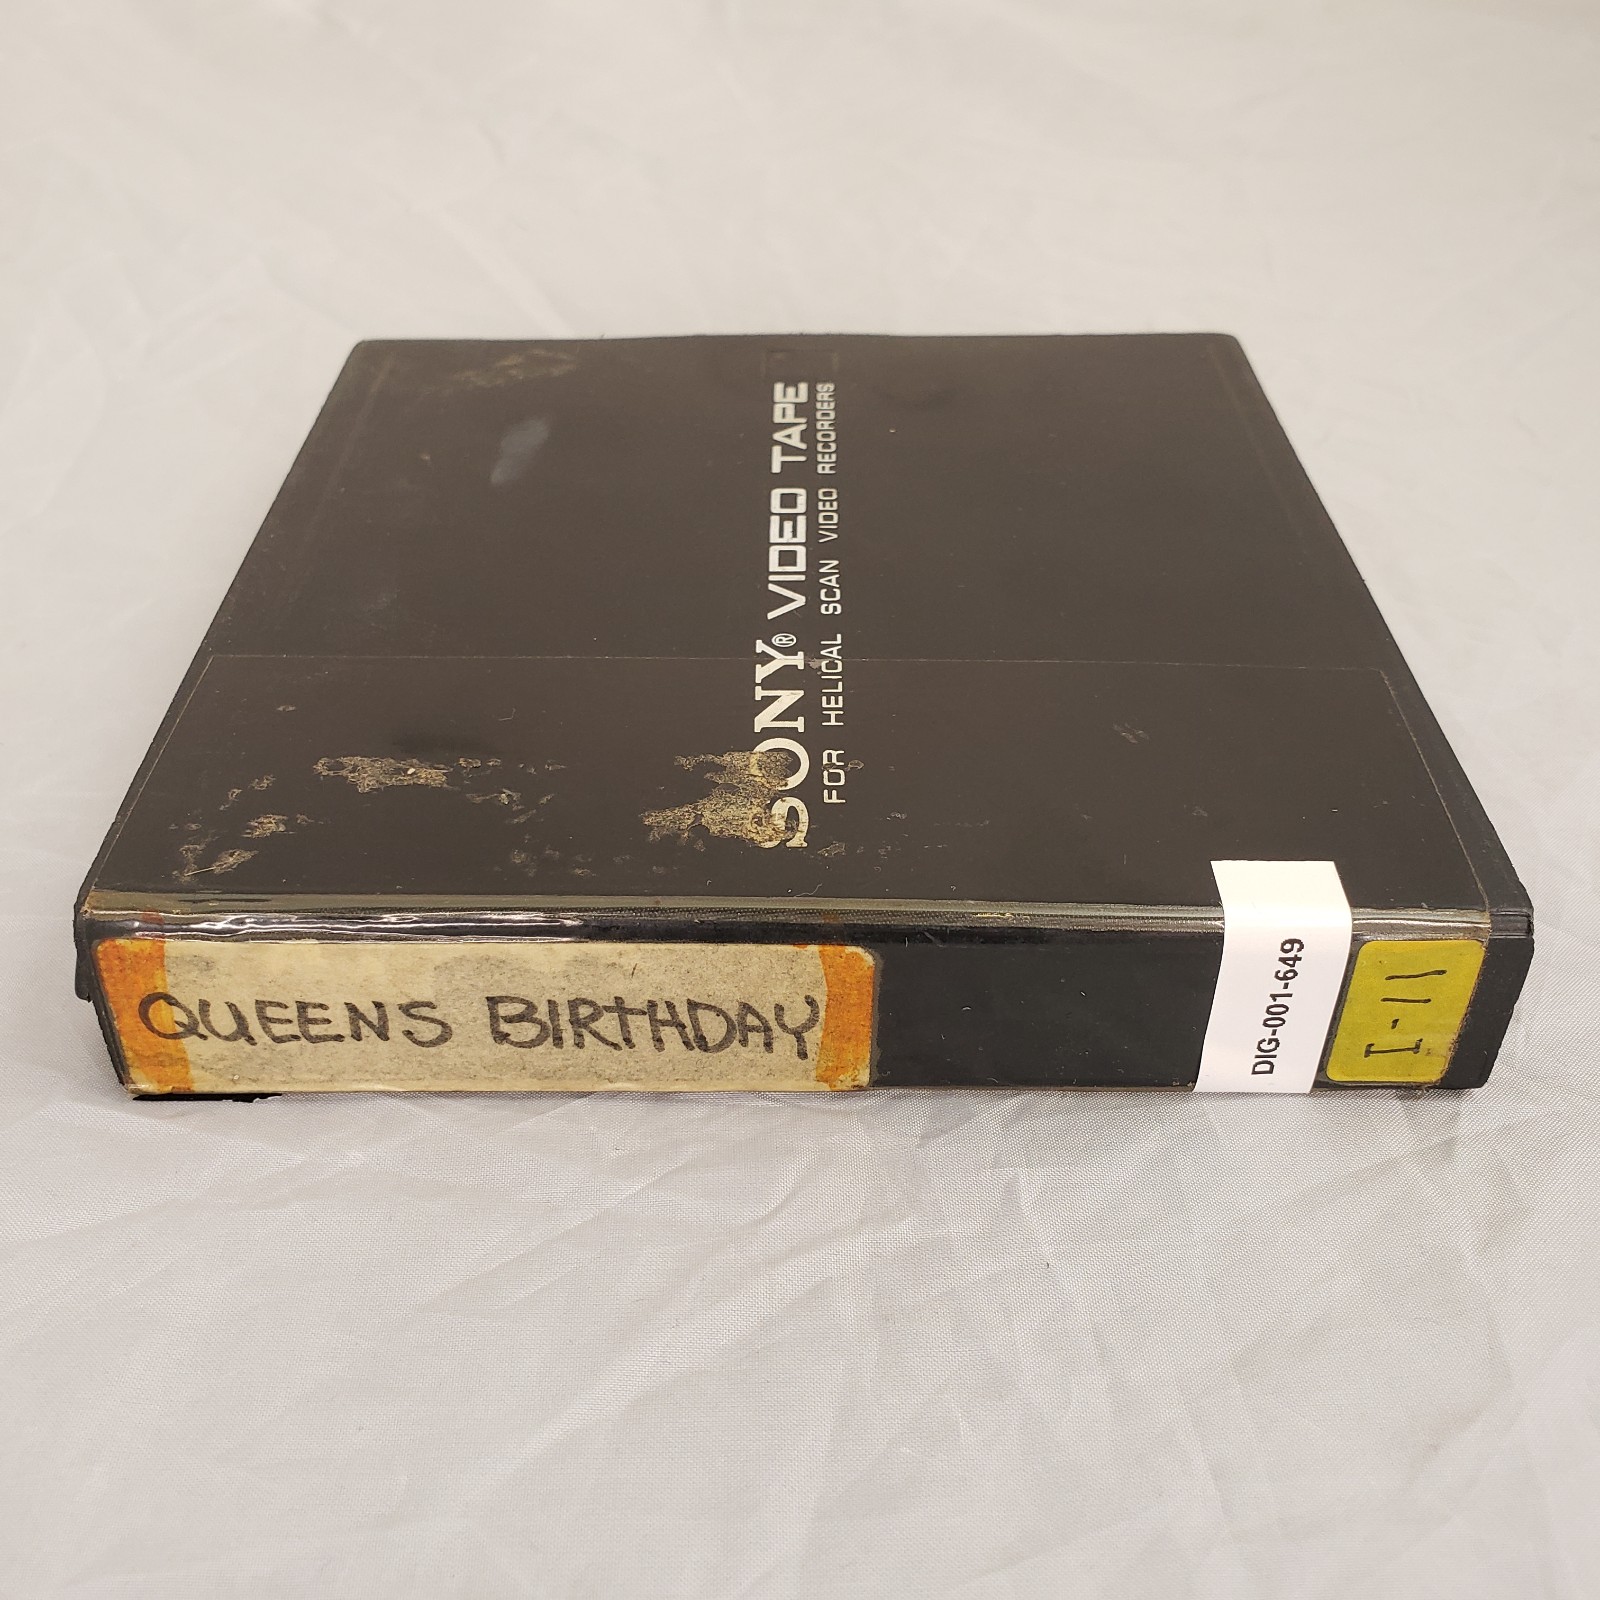 SONY® VIDEO TAPE
FOR HELICAL SCAN VIDEO RECORDERS
QUEENS BIRTHDAY
DIG-001-649
I-11